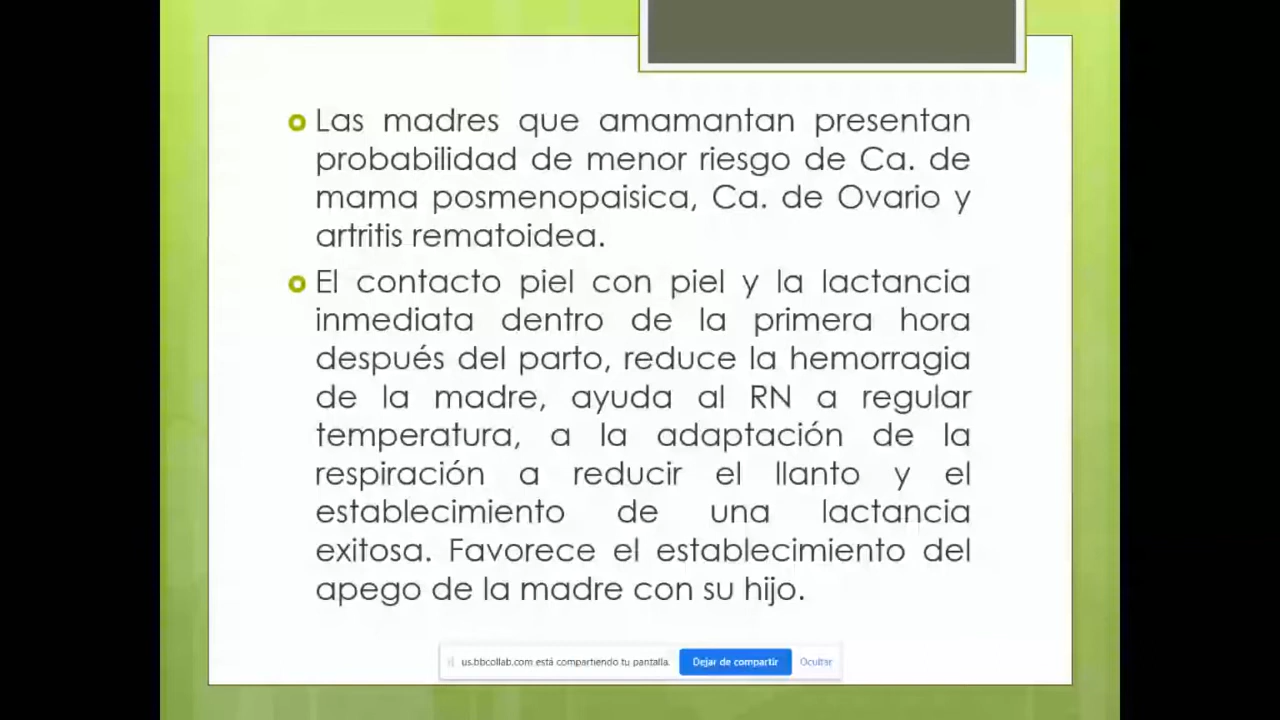 Las madres que amamantan presentan
probabilidad de menor riesgo de Ca. de
mama posmenopaisica, Ca. de Ovario y
artritis rematoidea.
El contacto piel con piel y la lactancia
inmediata dentro de la primera hora
después del parto, reduce la hemorragia
de la madre, ayuda al RN a regular
temperatura, a la adaptación de la
respiración a reducir el llanto y el
establecimiento de una lactancia
exitosa. Favorece el establecimiento del
apego de la madre con su hijo.
us.bbcollab.com está compartiendo tu pantalla. Dejar de compartir Ocultar